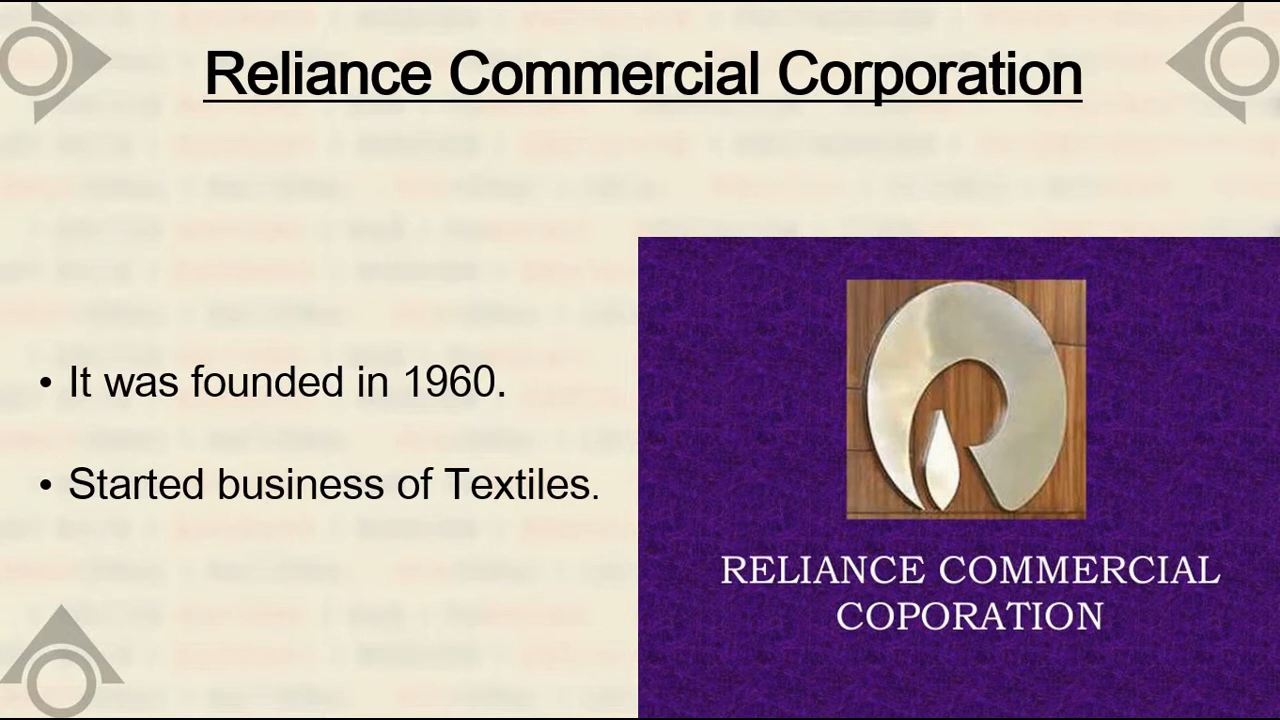 Reliance Commercial Corporation
• It was founded in 1960.
• Started business of Textiles.
RELIANCE COMMERCIAL
COPORATION